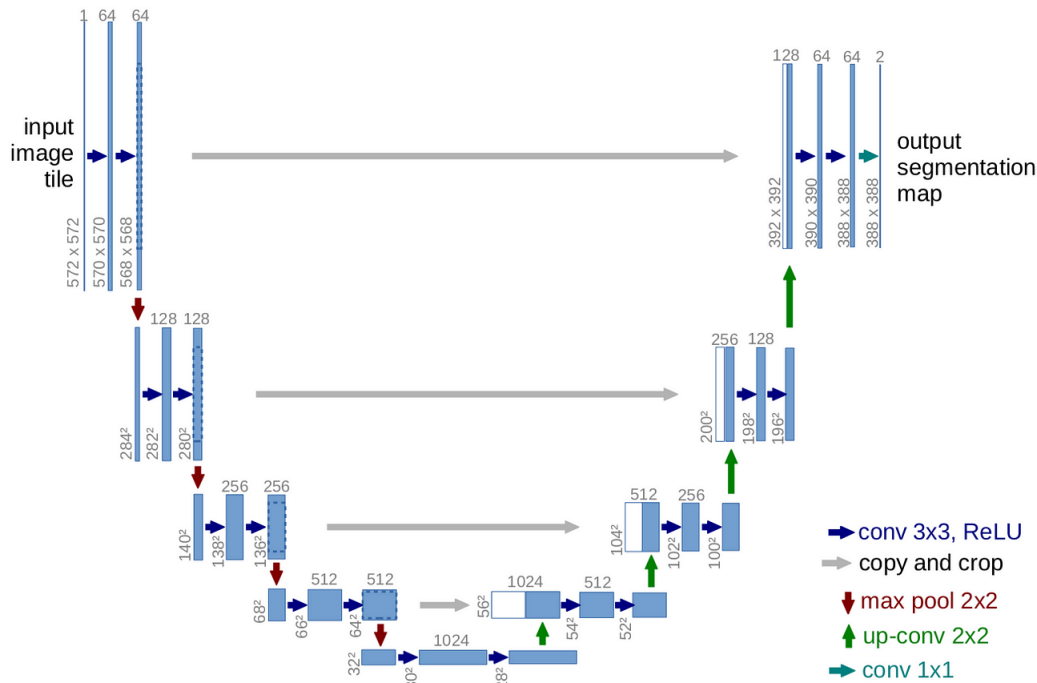 1 64 64
128 64 64 2
input
image
tile
output
segmentation
map
572 x 572
570 x 570
568 x 568
392 x 392
390 x 390
388 x 388
388 x 388
128 128
256 128
284²
282²
280²
200²
198²
196²
256 256
512 256
140²
138²
136²
104²
102²
100²
512 512
1024 512
68²
66²
64²
56²
54²
52²
1024
32²
conv 3x3, ReLU
copy and crop
max pool 2x2
up-conv 2x2
conv 1x1